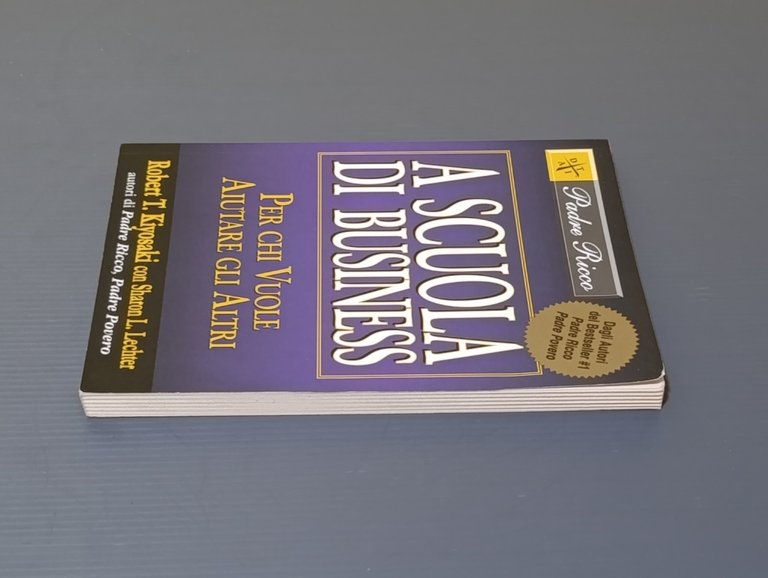 Padre Ricco
Dagli Autori
del Bestseller #1
Padre Ricco
Padre Povero
A SCUOLA
DI BUSINESS
PER CHI VUOLE
AIUTARE GLI ALTRI
Robert T. Kiyosaki con Sharon L. Lechter
autori di Padre Ricco, Padre Povero